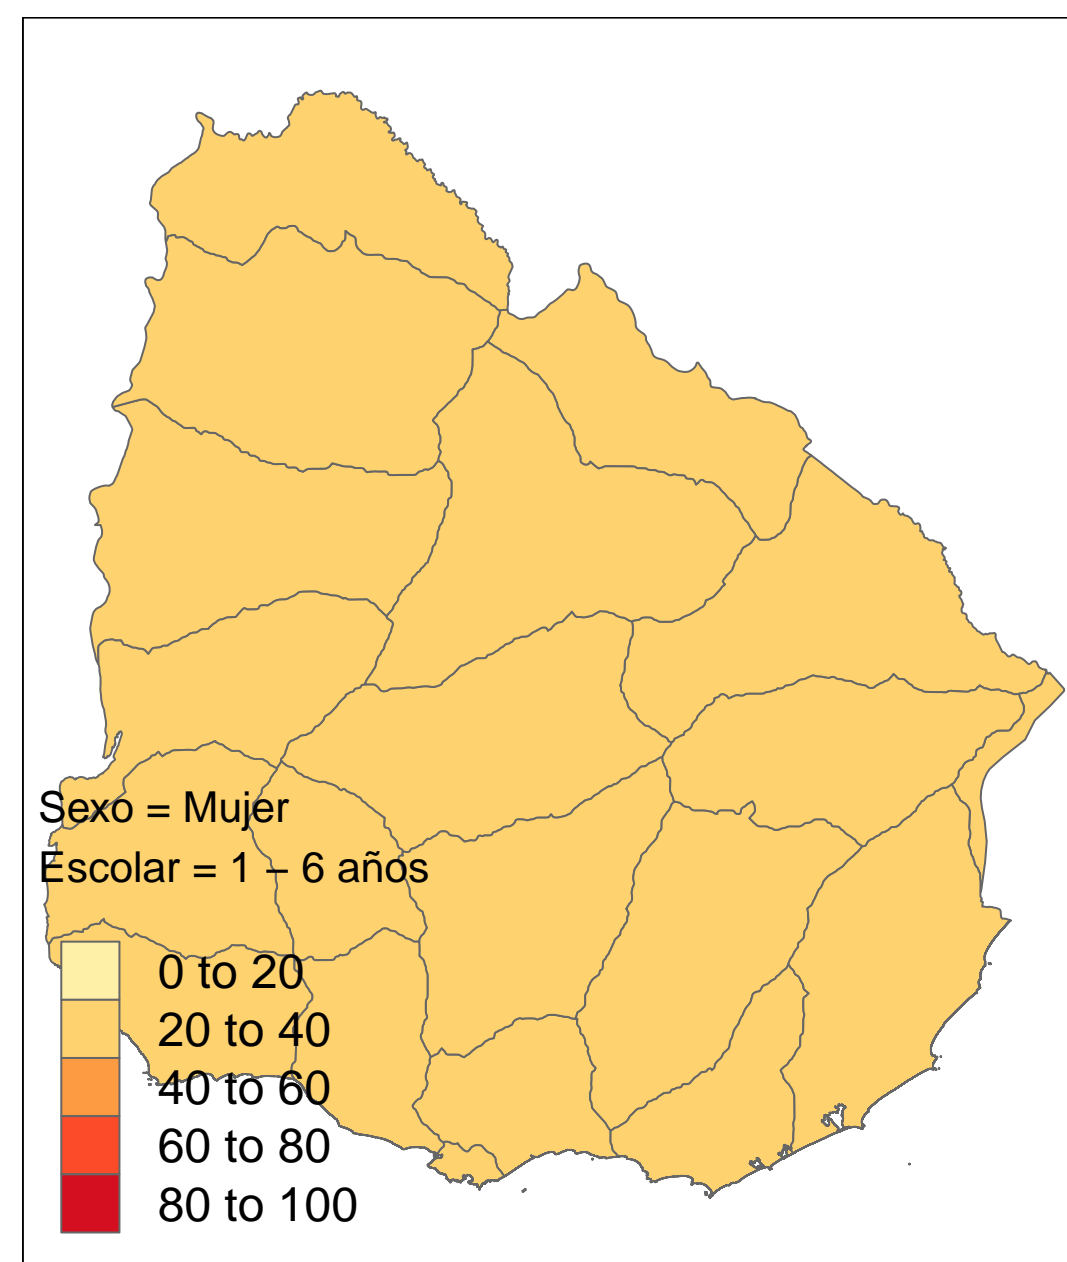 Sexo = Mujer
Escolar = 1 – 6 años
0 to 20
20 to 40
40 to 60
60 to 80
80 to 100